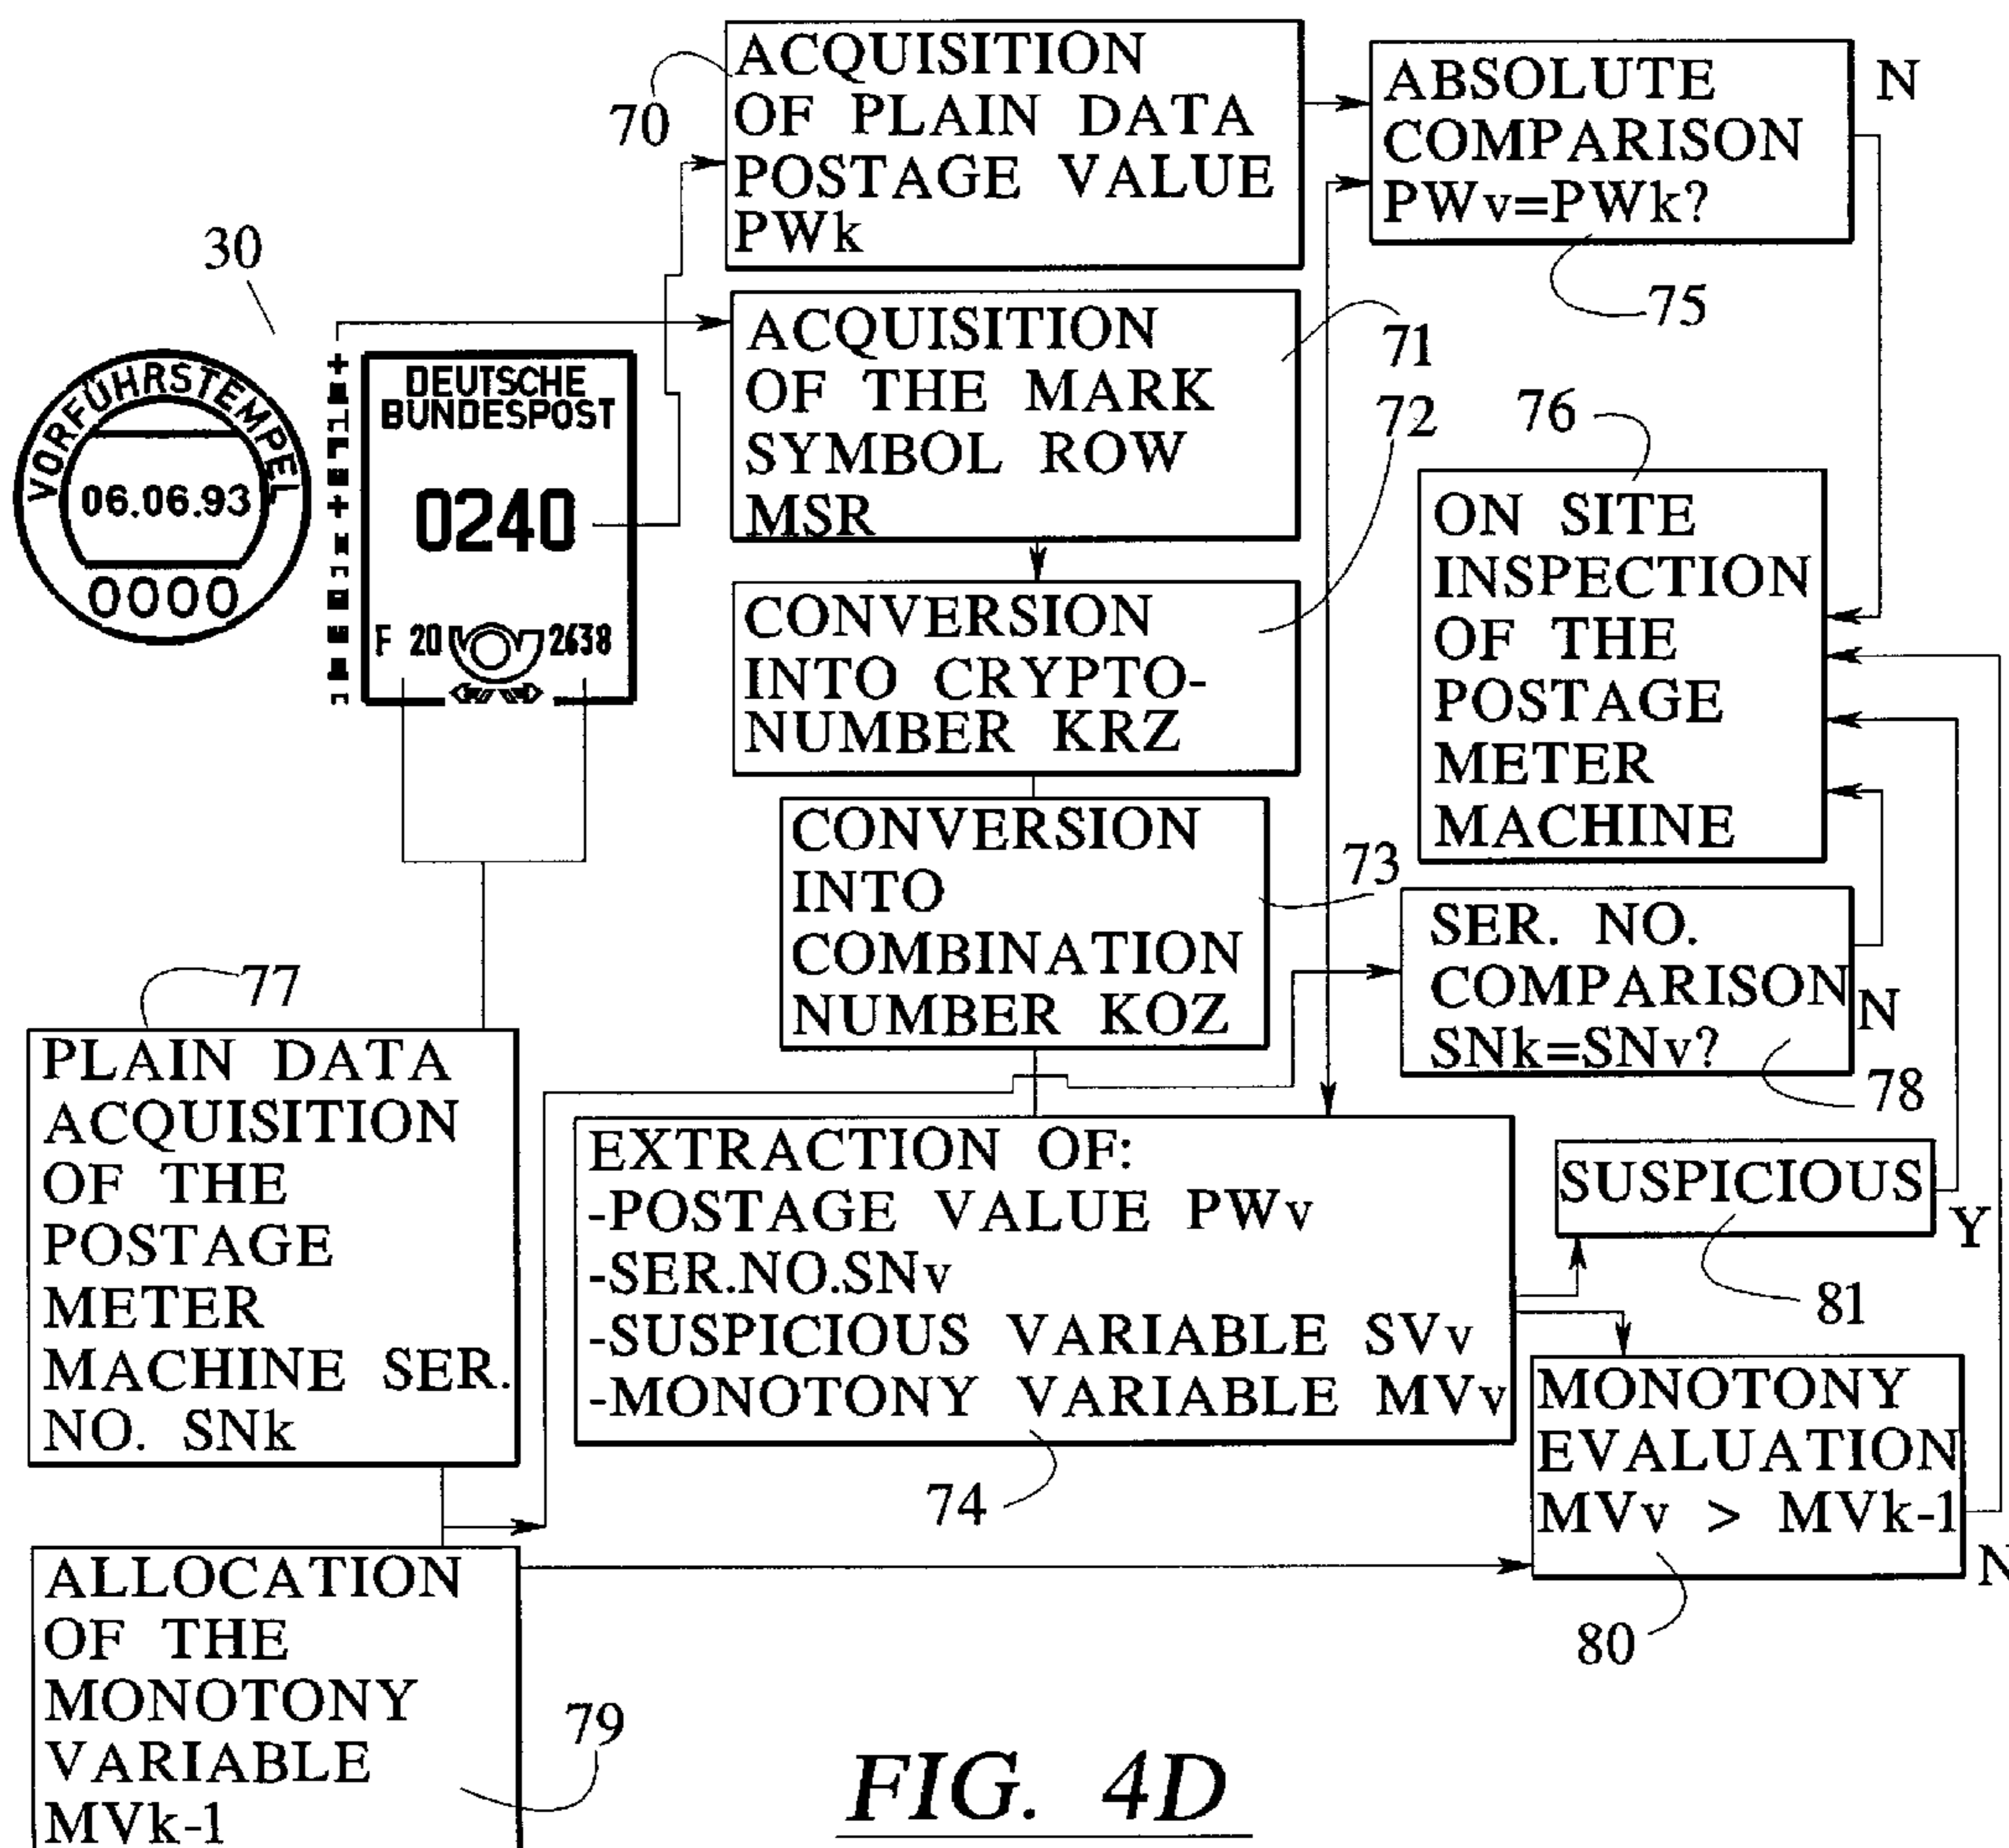 ACQUISITION
OF PLAIN DATA
POSTAGE VALUE
PWk
70
ABSOLUTE
COMPARISON
PWv=PWk?
N
75
30
VORFÜHRSTEMPEL
06.06.93
0000
DEUTSCHE
BUNDESPOST
0240
F 20 2638
ACQUISITION
OF THE MARK
SYMBOL ROW
MSR
71
72
CONVERSION
INTO CRYPTO-
NUMBER KRZ
76
ON SITE
INSPECTION
OF THE
POSTAGE
METER
MACHINE
CONVERSION
INTO
COMBINATION
NUMBER KOZ
73
SER. NO.
COMPARISON
SNk=SNv?
N
78
77
PLAIN DATA
ACQUISITION
OF THE
POSTAGE
METER
MACHINE SER.
NO. SNk
EXTRACTION OF:
-POSTAGE VALUE PWv
-SER.NO.SNv
-SUSPICIOUS VARIABLE SVv
-MONOTONY VARIABLE MVv
74
SUSPICIOUS
Y
81
MONOTONY
EVALUATION
MVv > MVk-1
N
80
ALLOCATION
OF THE
MONOTONY
VARIABLE
MVk-1
79
FIG. 4D